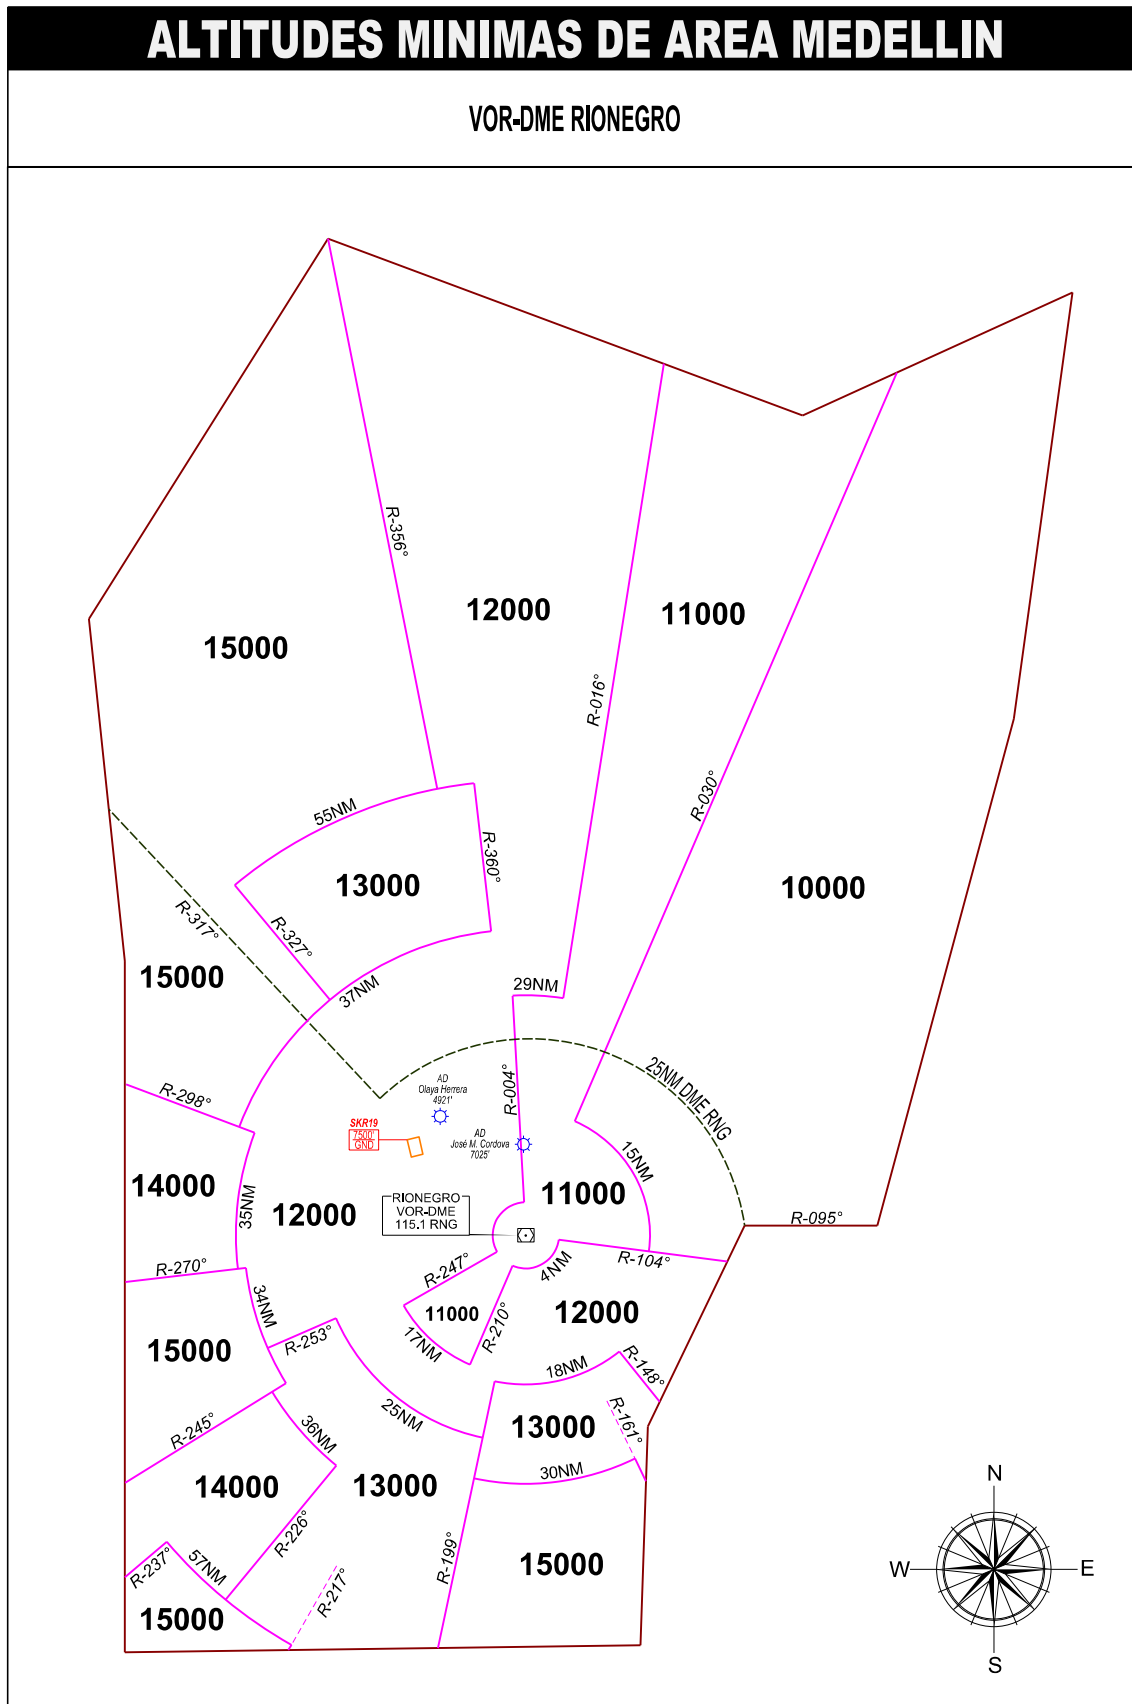 ALTITUDES MINIMAS DE AREA MEDELLIN
VOR-DME RIONEGRO
R-356°
12000
11000
15000
R-016°
R-030°
55NM
R-360°
13000
10000
R-317°
R-327°
15000
37NM
29NM
25NM DME RNG
R-004°
R-298°
AD
Olaya Herrera
4921'
SKR19
7500'
GND
AD
José M. Cordova
7025'
15NM
14000
35NM
12000
RIONEGRO
VOR-DME
115.1 RNG
11000
R-095°
R-270°
R-247°
4NM
R-104°
34NM
11000
R-210°
12000
15000
R-253°
17NM
18NM
R-148°
R-245°
36NM
25NM
13000
R-161°
30NM
14000
13000
R-226°
R-199°
15000
R-237°
57NM
R-217°
15000
N
W
E
S